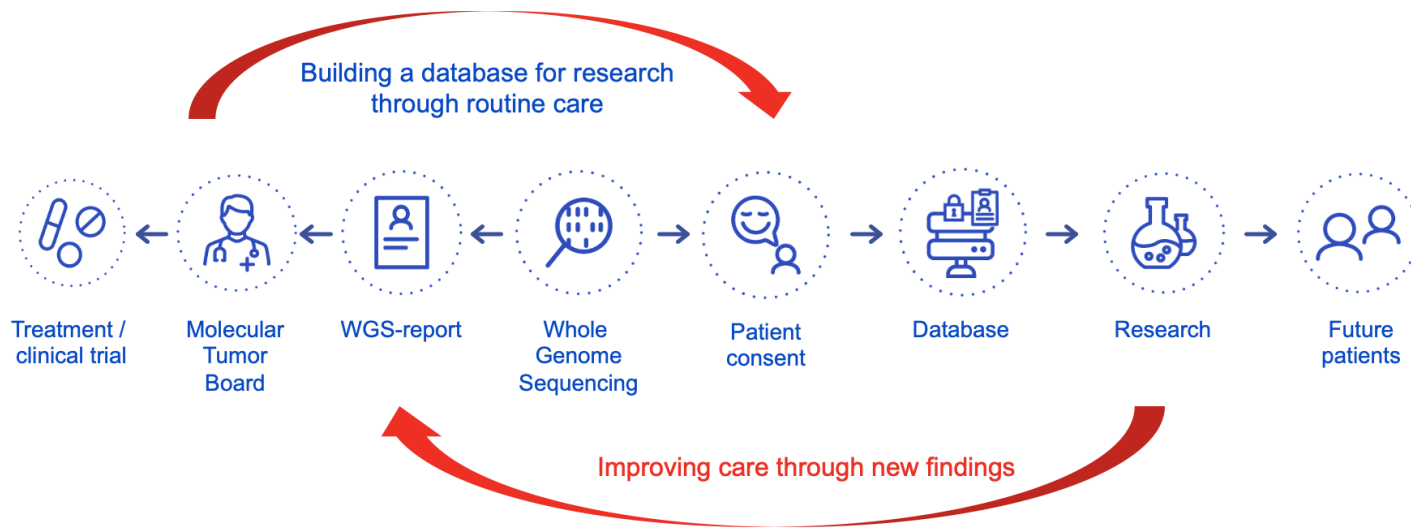 Building a database for research
through routine care
Treatment /
clinical trial
Molecular
Tumor
Board
WGS-report
Whole
Genome
Sequencing
Patient
consent
Database
Research
Future
patients
Improving care through new findings